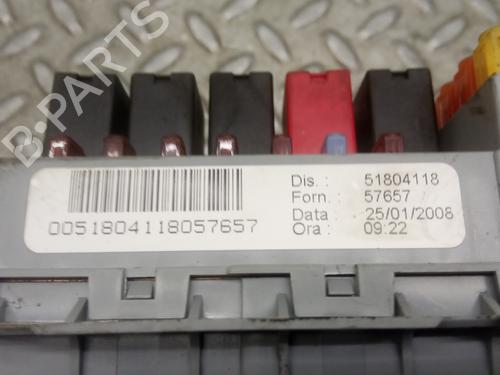 B-PARTS
Dis. : 51804118
Forn. : 57657
Data : 25/01/2008
Ora : 09:22
0051804118057657